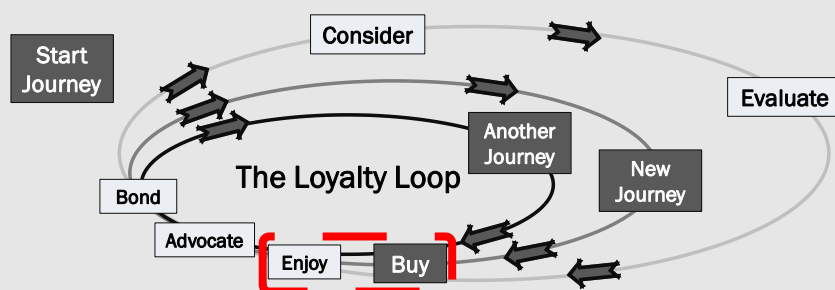 Start
Journey
Consider
Evaluate
Another
Journey
New
Journey
The Loyalty Loop
Bond
Advocate
Enjoy
Buy